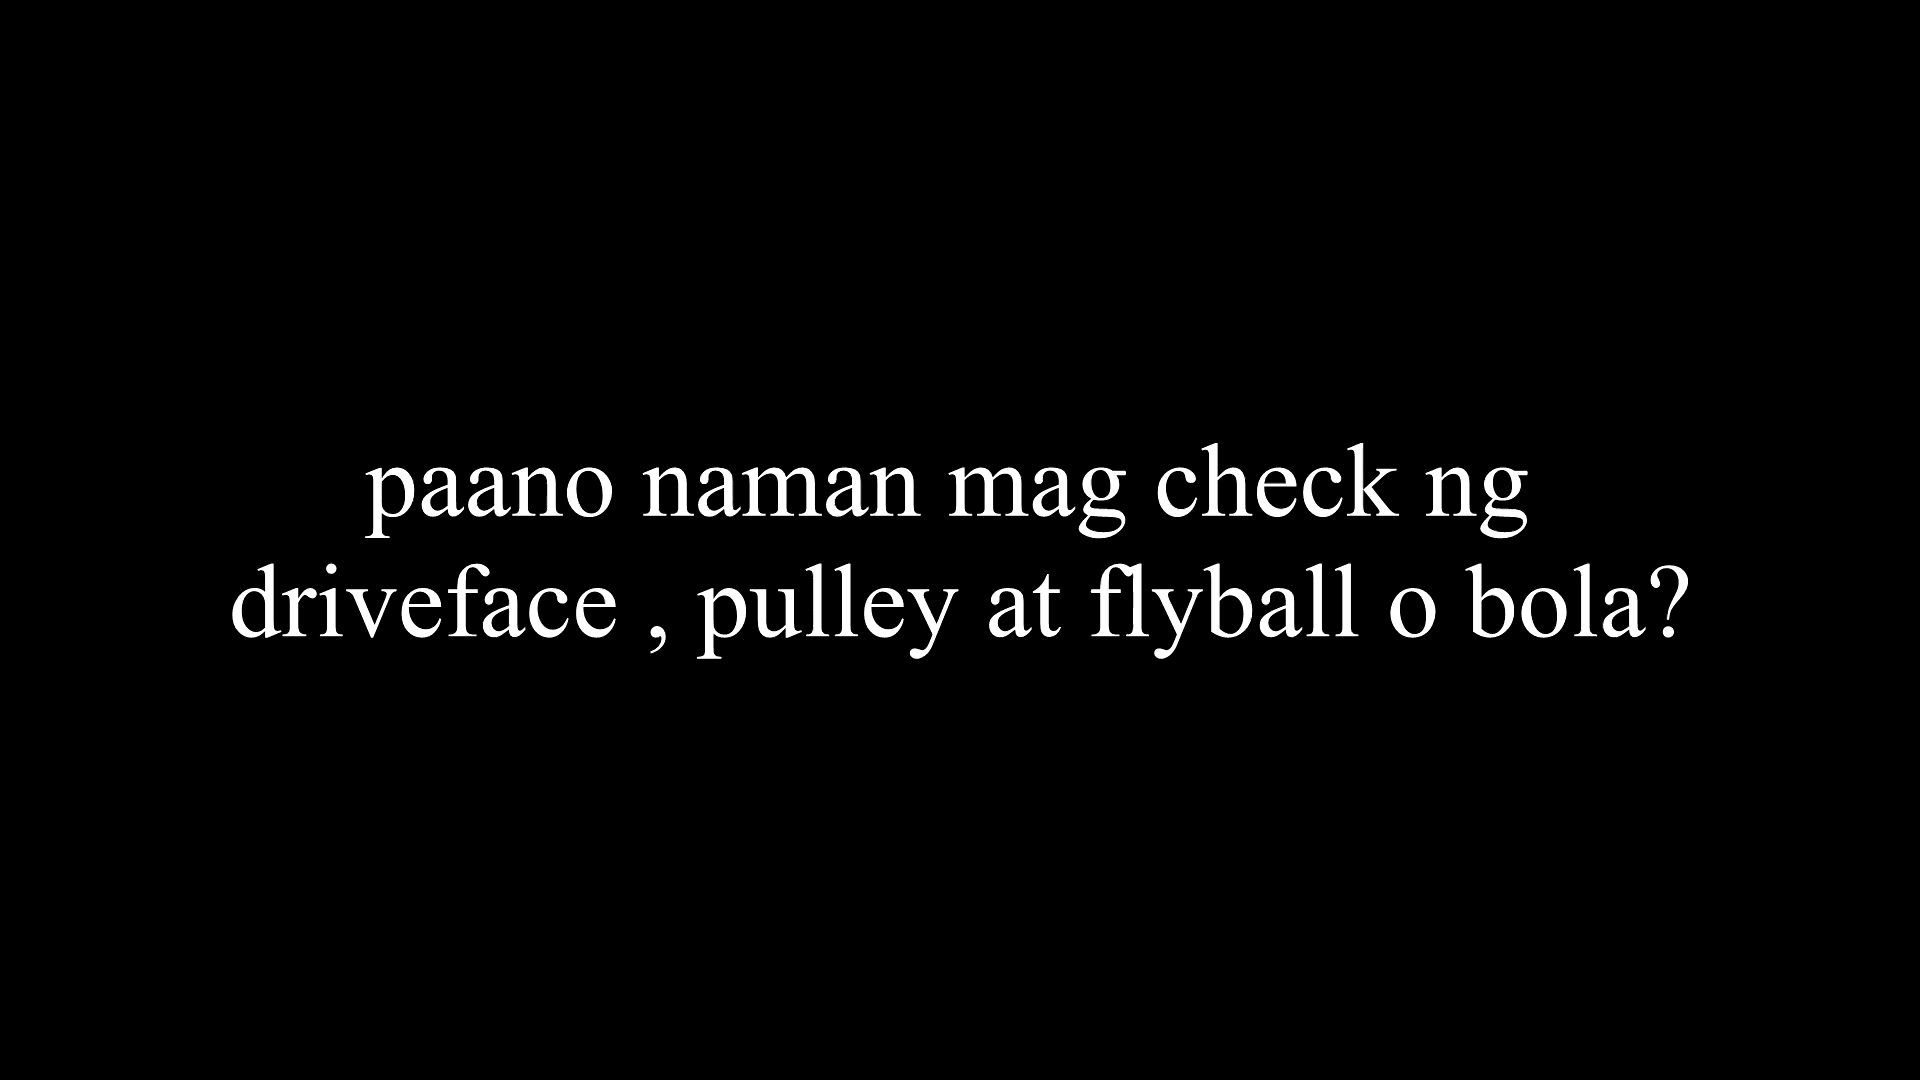 paano naman mag check ng
driveface , pulley at flyball o bola?